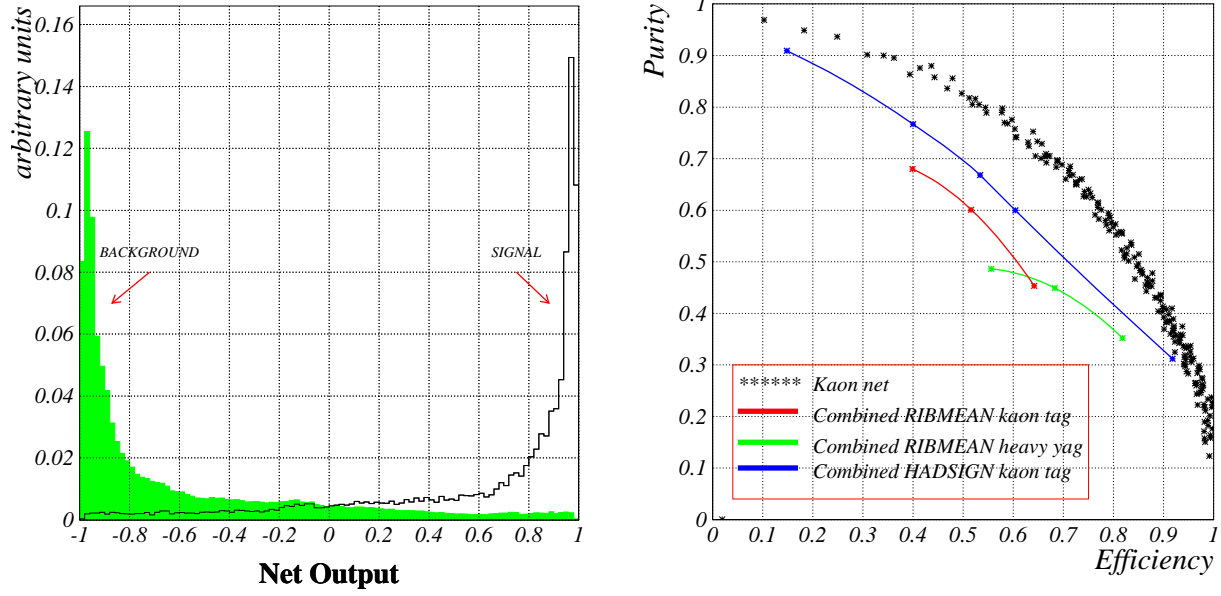 arbitrary units
0.16
0.14
0.12
0.1
0.08
0.06
0.04
0.02
0
BACKGROUND
SIGNAL
-1 -0.8 -0.6 -0.4 -0.2 0 0.2 0.4 0.6 0.8 1
Net Output
Purity
1
0.9
0.8
0.7
0.6
0.5
0.4
0.3
0.2
0.1
0
****** Kaon net
Combined RIBMEAN kaon tag
Combined RIBMEAN heavy yag
Combined HADSIGN kaon tag
0 0.1 0.2 0.3 0.4 0.5 0.6 0.7 0.8 0.9 1
Efficiency